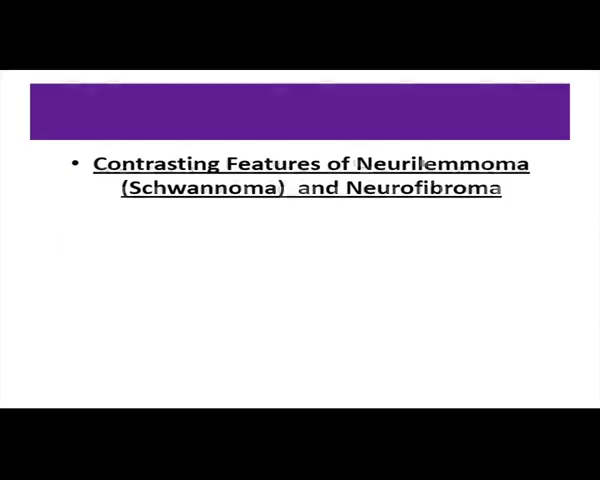 • Contrasting Features of Neurilemmoma
(Schwannoma) and Neurofibroma